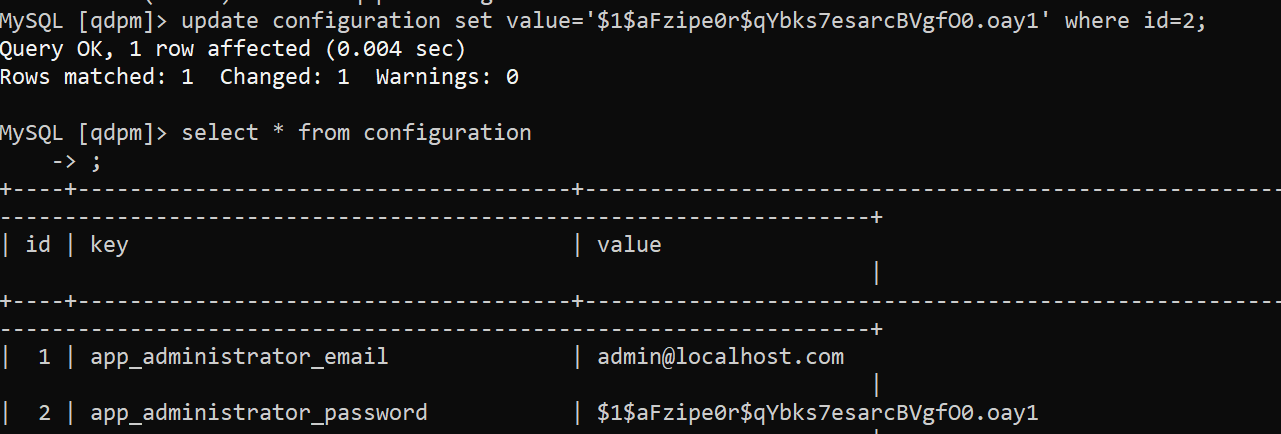 MySQL [qdpm]> update configuration set value='$1$aFzipe0r$qYbks7esarcBVgfO0.oay1' where id=2;
Query OK, 1 row affected (0.004 sec)
Rows matched: 1  Changed: 1  Warnings: 0
MySQL [qdpm]> select * from configuration
    -> ;
+----+--------------------------------------+------------------------------------------------------
-------------------------------------------------------------------+
| id | key                                  | value
                                                                   |
+----+--------------------------------------+------------------------------------------------------
-------------------------------------------------------------------+
|  1 | app_administrator_email              | admin@localhost.com
                                                                   |
|  2 | app_administrator_password           | $1$aFzipe0r$qYbks7esarcBVgfO0.oay1